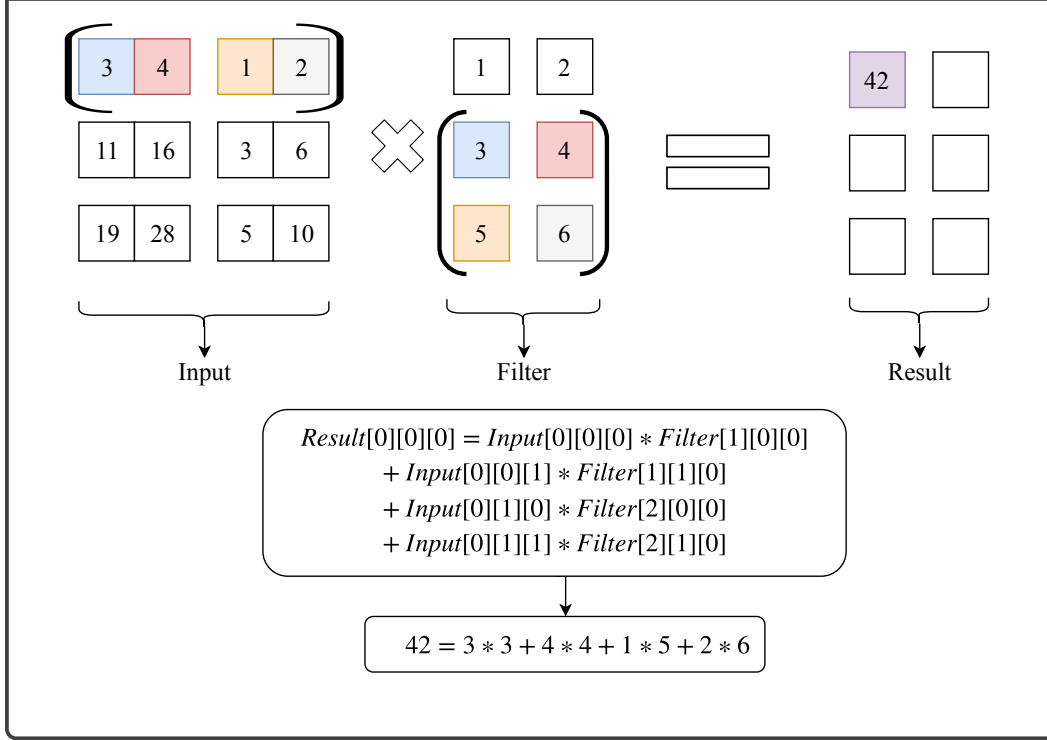 3 4 1 2 1 2 42
11 16 3 6 3 4
19 28 5 10 5 6
Input Filter Result
Result[0][0][0] = Input[0][0][0] * Filter[1][0][0]
+ Input[0][0][1] * Filter[1][1][0]
+ Input[0][1][0] * Filter[2][0][0]
+ Input[0][1][1] * Filter[2][1][0]
42 = 3 * 3 + 4 * 4 + 1 * 5 + 2 * 6